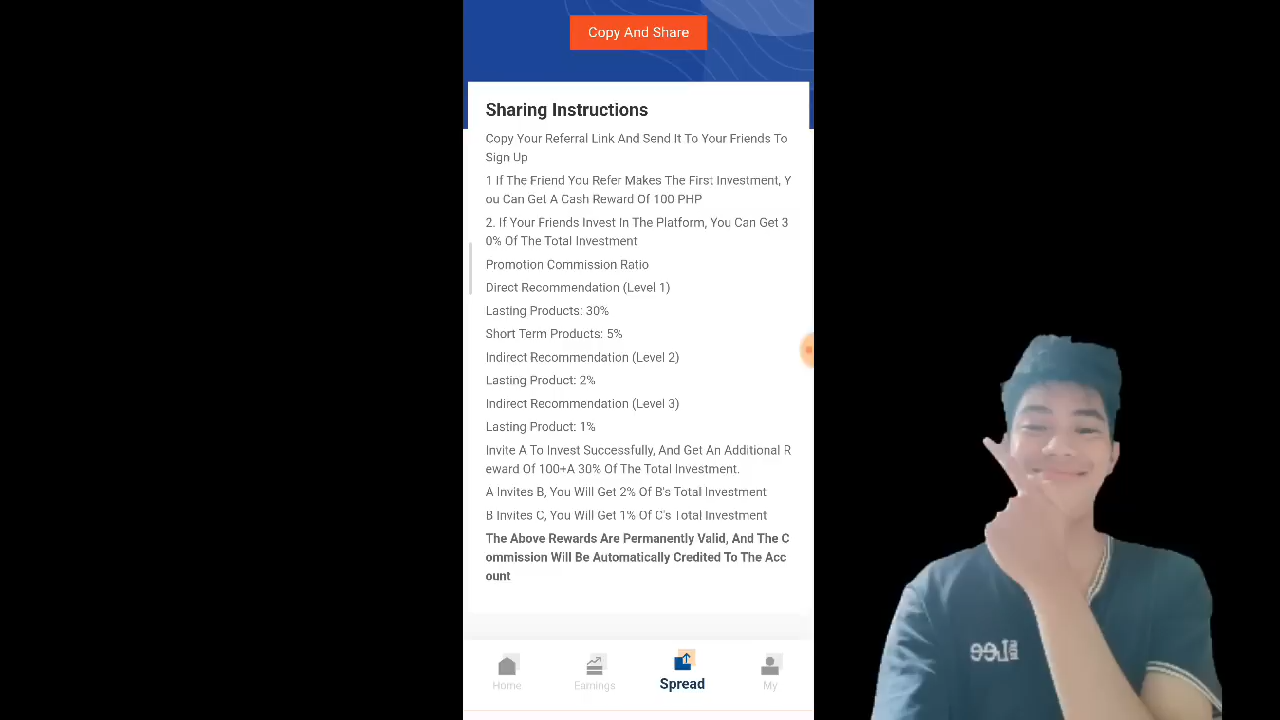 Copy And Share
Sharing Instructions
Copy Your Referral Link And Send It To Your Friends To
Sign Up
1 If The Friend You Refer Makes The First Investment, Y
ou Can Get A Cash Reward Of 100 PHP
2. If Your Friends Invest In The Platform, You Can Get 3
0% Of The Total Investment
Promotion Commission Ratio
Direct Recommendation (Level 1)
Lasting Products: 30%
Short Term Products: 5%
Indirect Recommendation (Level 2)
Lasting Product: 2%
Indirect Recommendation (Level 3)
Lasting Product: 1%
Invite A To Invest Successfully, And Get An Additional R
eward Of 100+A 30% Of The Total Investment.
A Invites B, You Will Get 2% Of B's Total Investment
B Invites C, You Will Get 1% Of C's Total Investment
The Above Rewards Are Permanently Valid, And The C
ommission Will Be Automatically Credited To The Acc
ount
Home
Earnings
Spread
My
Lee